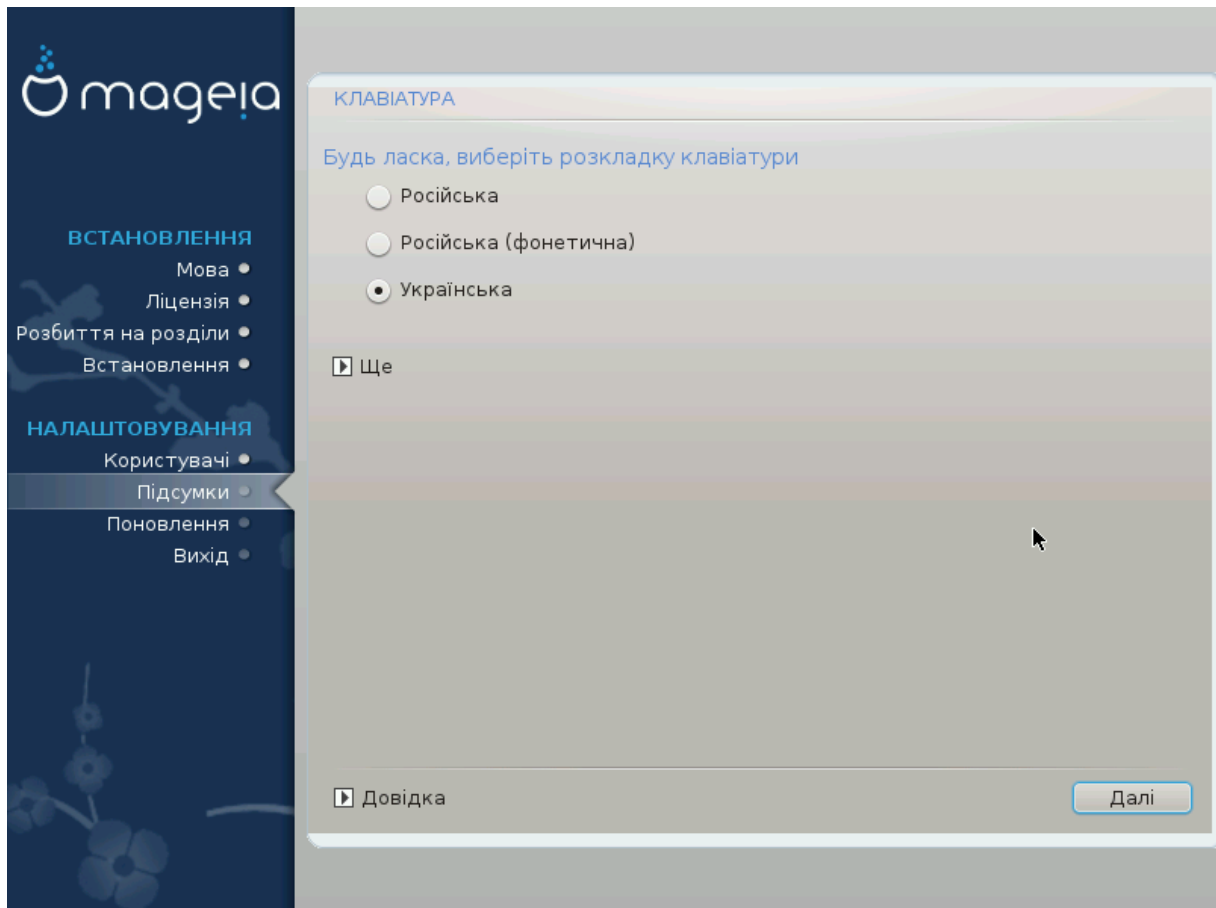 mageia
ВСТАНОВЛЕННЯ
Мова
Ліцензія
Розбиття на розділи
Встановлення
НАЛАШТОВУВАННЯ
Користувачі
Підсумки
Поновлення
Вихід
КЛАВІАТУРА
Будь ласка, виберіть розкладку клавіатури
Російська
Російська (фонетична)
Українська
Ще
Довідка
Далі